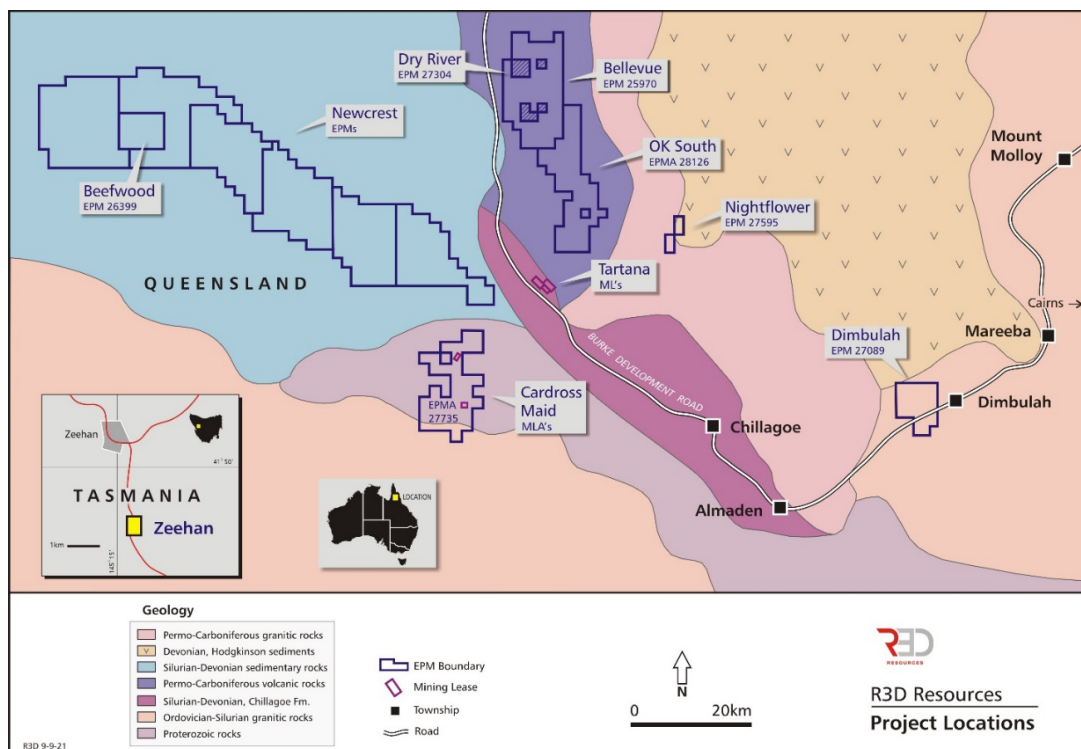 Dry River
EPM 27304
Bellevue
EPM 25970
Newcrest
EPMs
Mount
Molloy
OK South
EPMA 28126
Beefwood
EPM 26399
Nightflower
EPM 27595
QUEENSLAND
Tartana
ML's
Cairns →
Mareeba
Dimbulah
EPM 27089
BURKE DEVELOPMENT ROAD
EPMA
27735
Cardross
Maid
MLA's
Dimbulah
Chillagoe
Almaden
Zeehan
41° 50'
TASMANIA
Zeehan
1km
145° 15'
LOCATION
Geology
Permo-Carboniferous granitic rocks
Devonian, Hodgkinson sediments
Silurian-Devonian sedimentary rocks
Permo-Carboniferous volcanic rocks
Silurian-Devonian, Chillagoe Fm.
Ordovician-Silurian granitic rocks
Proterozoic rocks
EPM Boundary
Mining Lease
Township
Road
N
0 20km
R3D
RESOURCES
R3D Resources
Project Locations
R3D 9-9-21